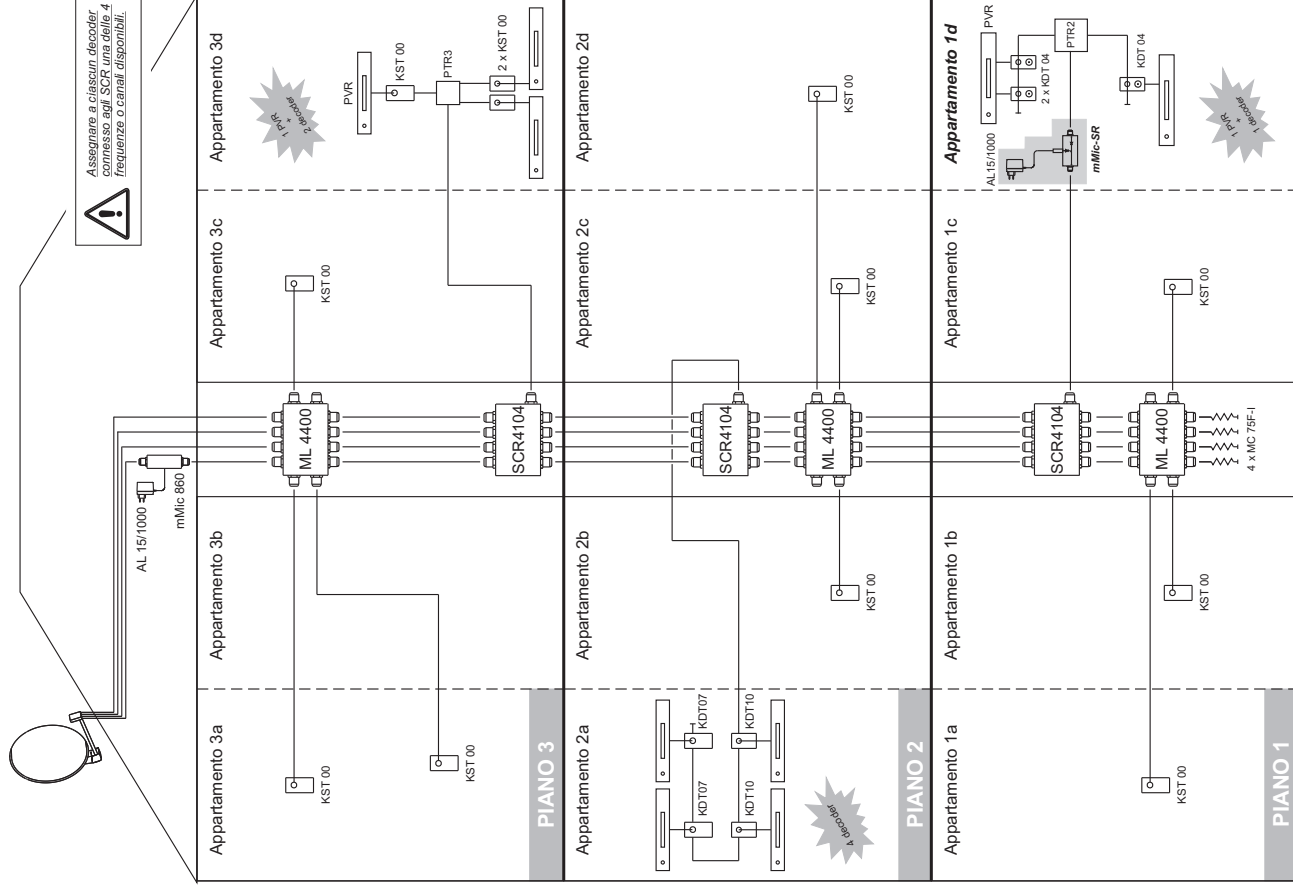 Assegnare a ciascun decoder
connesso agli SCR una delle 4
frequenze o canali disponibili.
AL 15/1000
mMic 860
Appartamento 3a
Appartamento 3b
Appartamento 3c
Appartamento 3d
KST 00
KST 00
ML 4400
KST 00
SCR4104
1 PVR
+
2 decoder
PVR
KST 00
PTR3
2 x KST 00
PIANO 3
Appartamento 2a
Appartamento 2b
Appartamento 2c
Appartamento 2d
KDT07
KDT07
KDT10
KDT10
4 decoder
KST 00
SCR4104
ML 4400
KST 00
KST 00
PIANO 2
Appartamento 1a
Appartamento 1b
Appartamento 1c
Appartamento 1d
KST 00
KST 00
SCR4104
ML 4400
4 x MC 75F-I
KST 00
AL15/1000
mMic-SR
PVR
2 x KDT 04
PTR2
KDT 04
1 PVR
+
1 decoder
PIANO 1